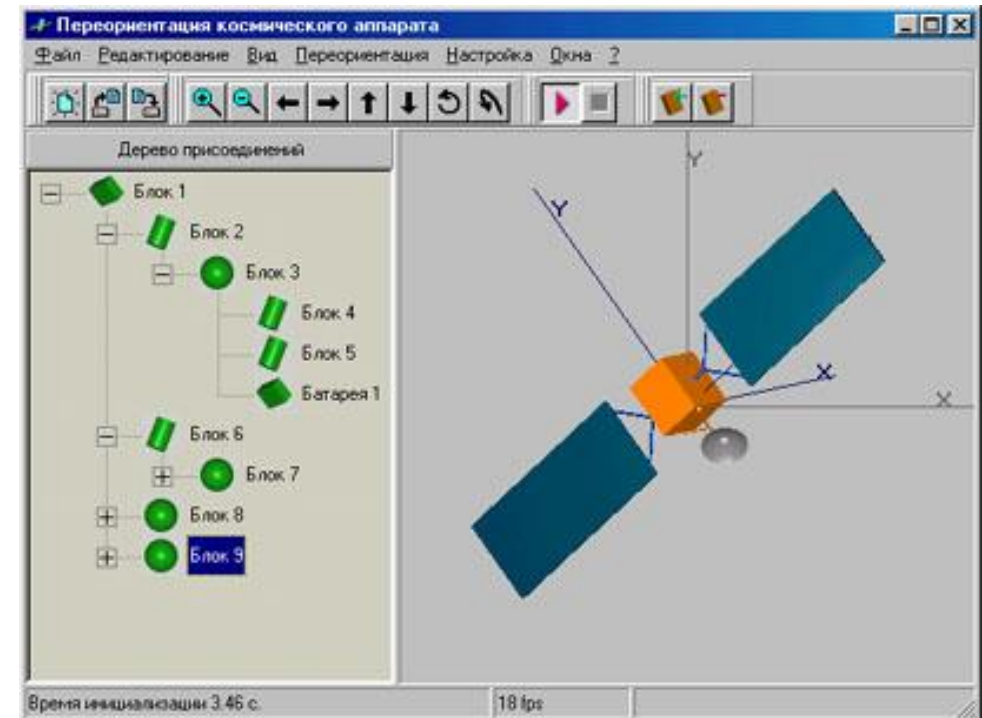 Переориентация космического аппарата
Файл Редактирование Вид Переориентация Настройка Окна ?
Дерево присоединений
Блок 1
Блок 2
Блок 3
Блок 4
Блок 5
Батарея 1
Блок 6
Блок 7
Блок 8
Блок 9
Y
Y
X
X
Время инициализации 3.46 с.
18 fps